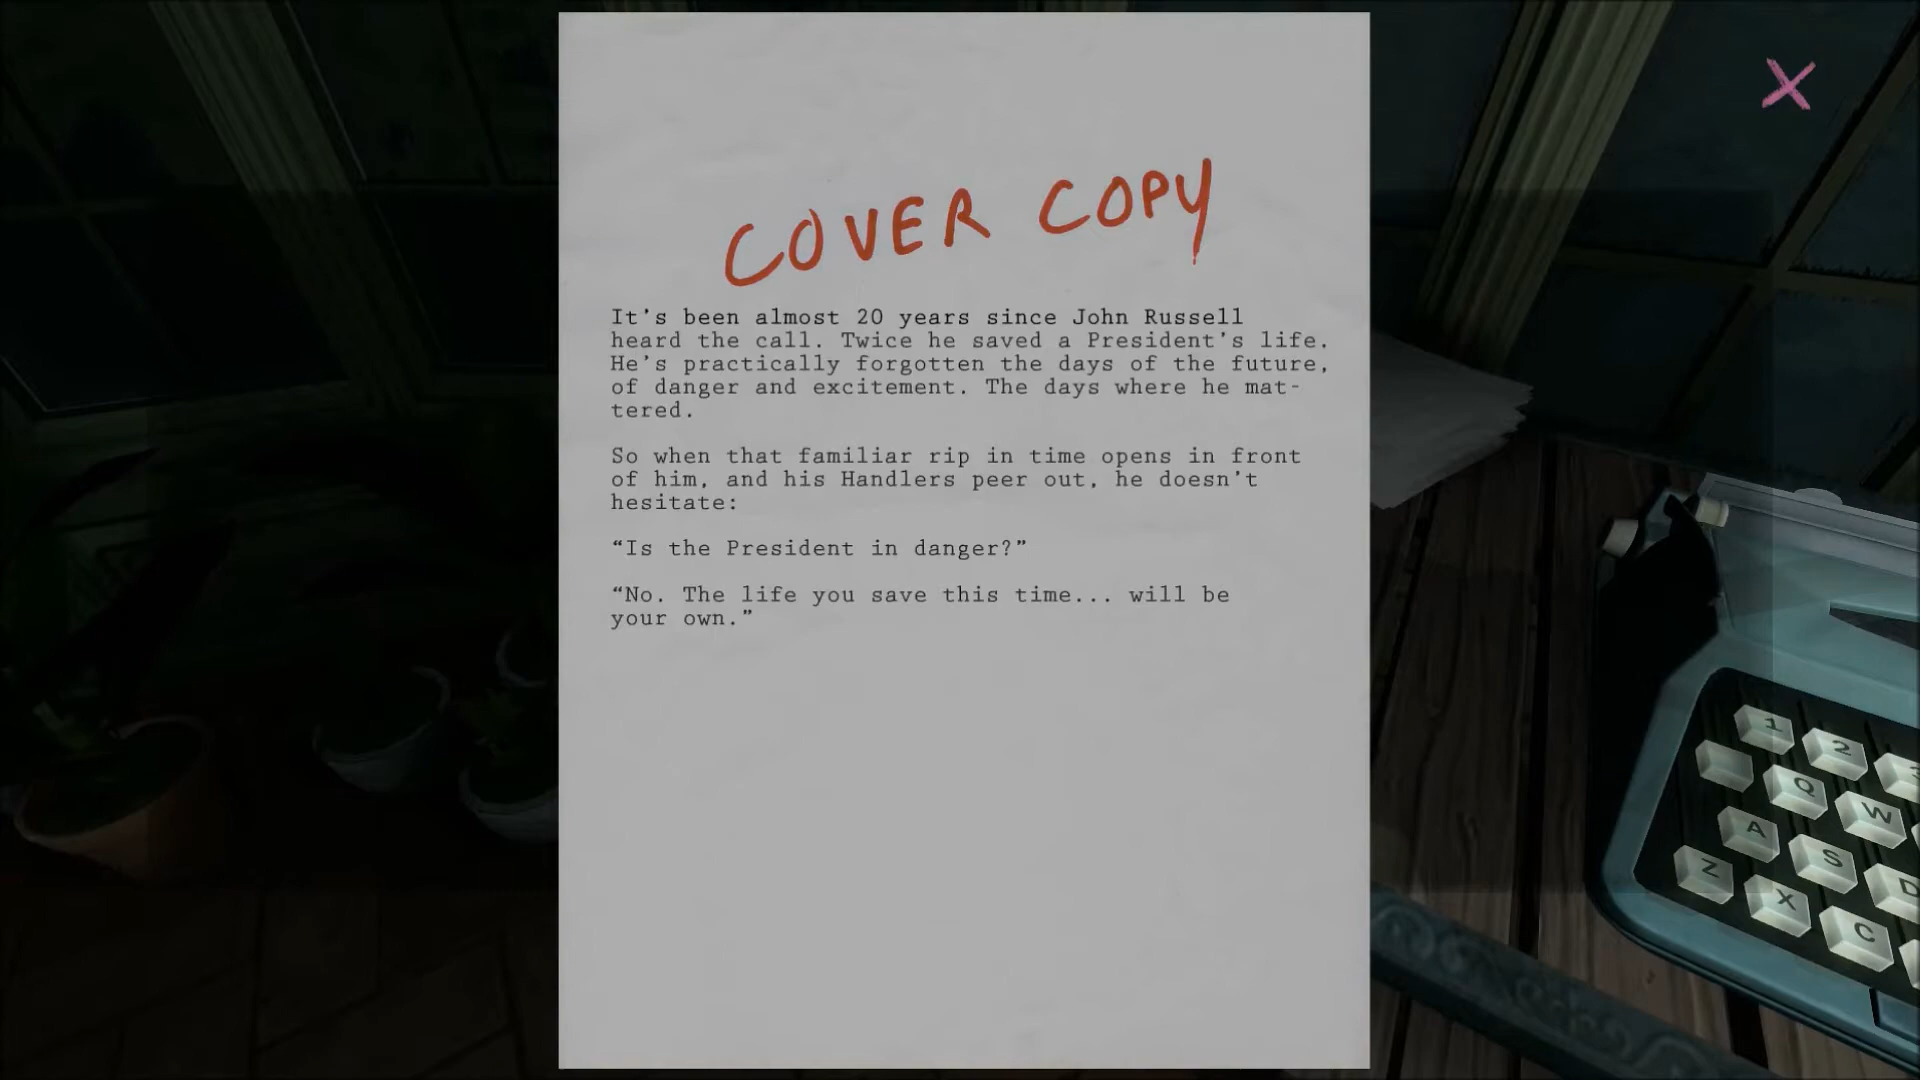 COVER COPY
It's been almost 20 years since John Russell
heard the call. Twice he saved a President's life.
He's practically forgotten the days of the future,
of danger and excitement. The days where he mat-
tered.
So when that familiar rip in time opens in front
of him, and his Handlers peer out, he doesn't
hesitate:
“Is the President in danger?”
“No. The life you save this time... will be
your own.”
1 2
Q W
A S D
Z X C